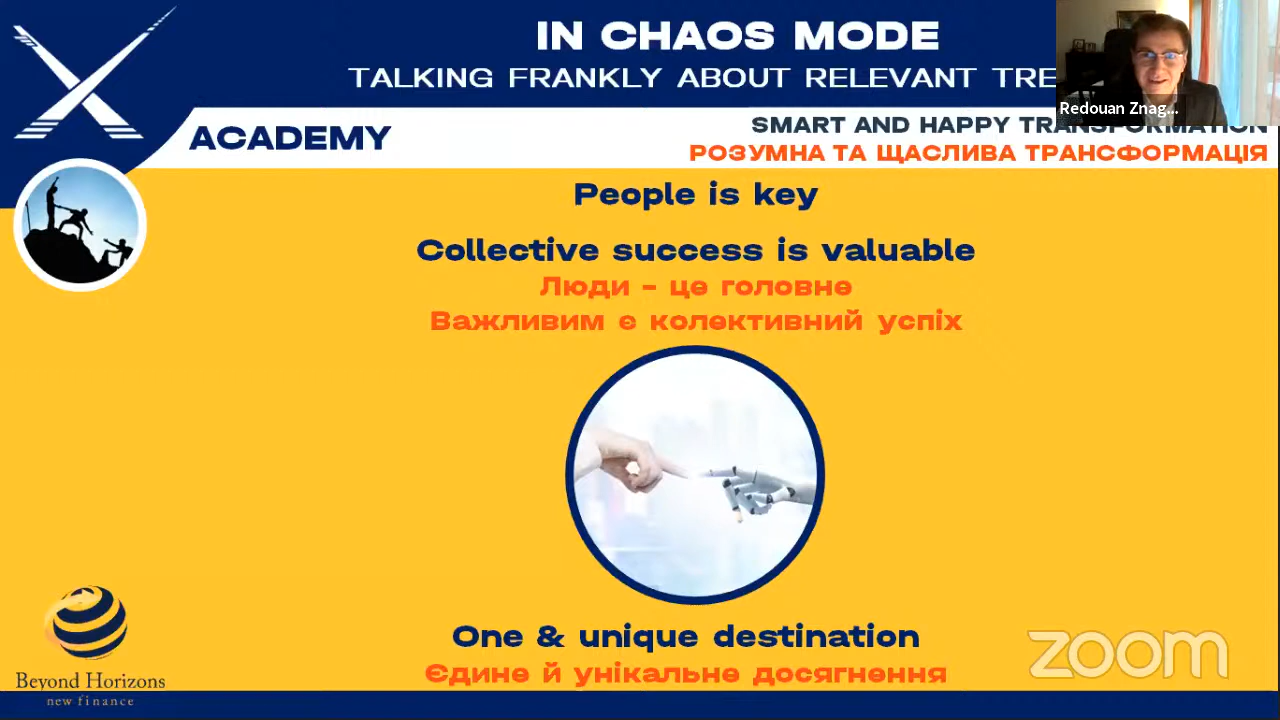 IN CHAOS MODE
TALKING FRANKLY ABOUT RELEVANT TRE
Redouan Znag...
ACADEMY
SMART AND HAPPY TRANSFORMATION
РОЗУМНА ТА ЩАСЛИВА ТРАНСФОРМАЦІЯ
People is key
Collective success is valuable
Люди - це головне
Важливим є колективний успіх
One & unique destination
Єдине й унікальне досягнення
Beyond Horizons
new finance
zoom